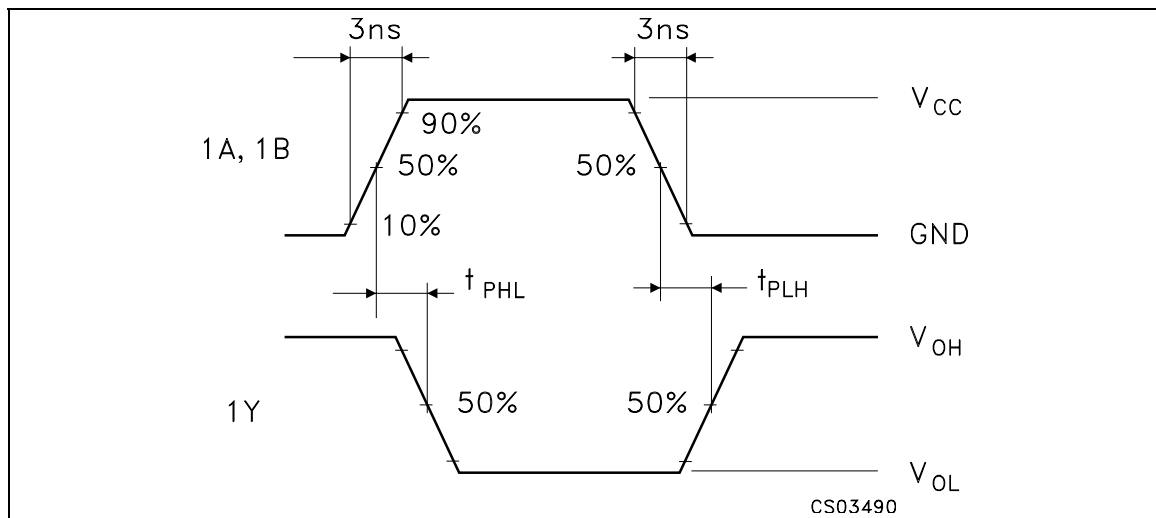 3ns 3ns
V_CC
90%
1A, 1B
50% 50%
10%
GND
t_PHL t_PLH
V_OH
50% 50%
1Y
V_OL
CS03490